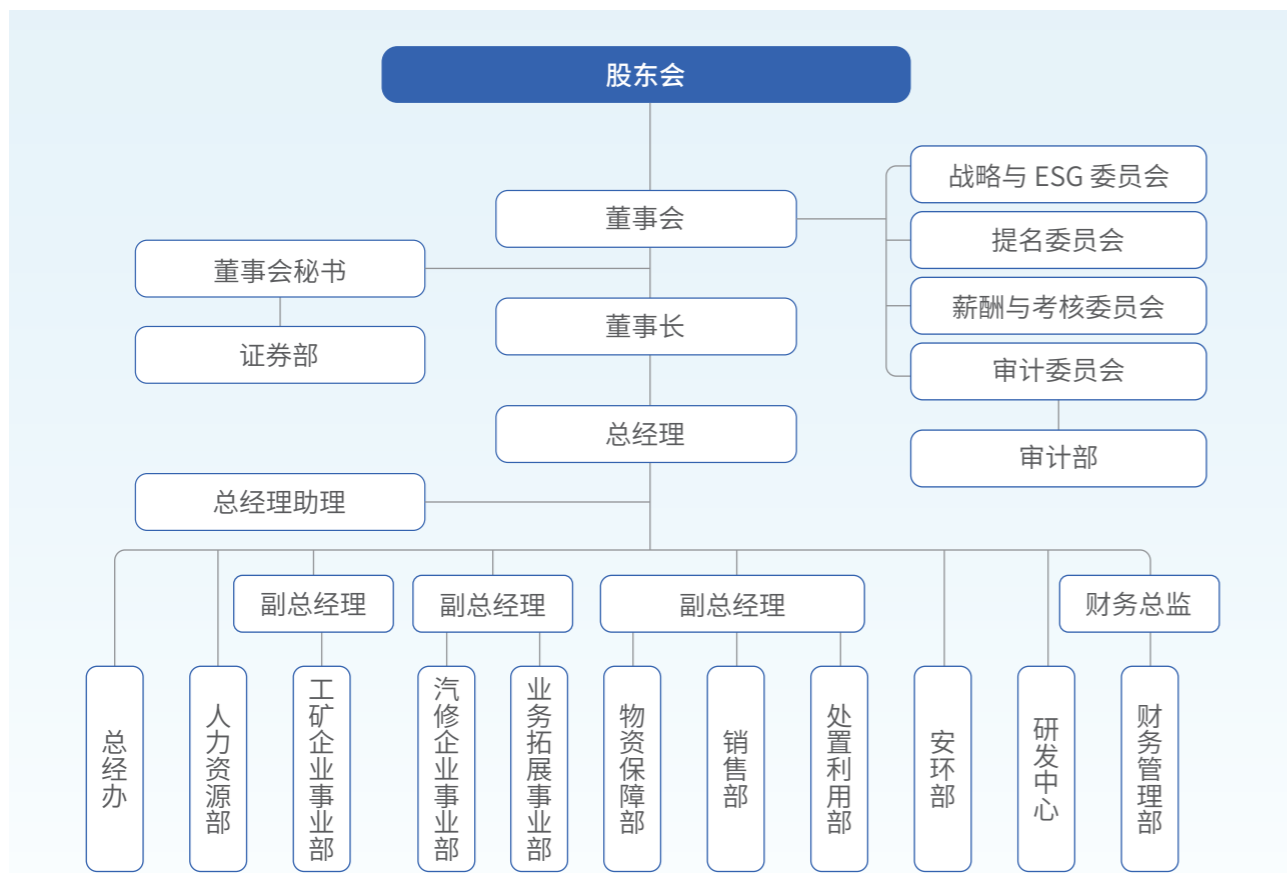 股东会
战略与 ESG 委员会
董事会
提名委员会
董事会秘书
薪酬与考核委员会
董事长
证券部
审计委员会
总经理
审计部
总经理助理
副总经理
副总经理
副总经理
财务总监
总经办
人力资源部
工矿企业事业部
汽修企业事业部
业务拓展事业部
物资保障部
销售部
处置利用部
安环部
研发中心
财务管理部